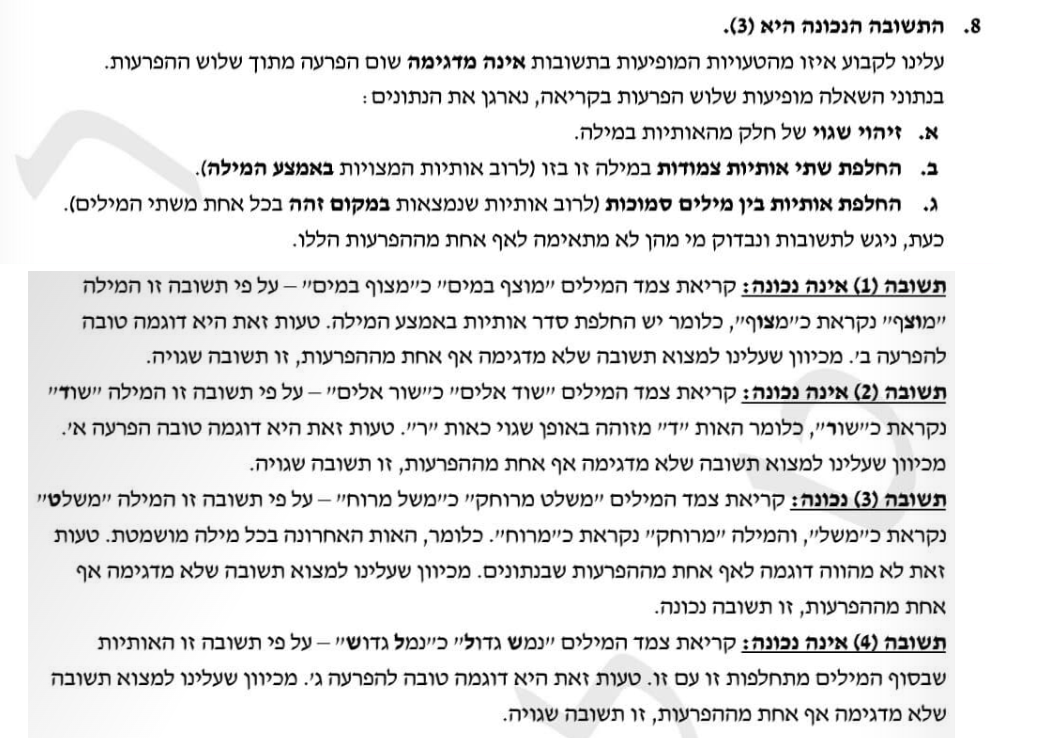 8. התשובה הנכונה היא (3).
עלינו לקבוע איזו מהטעויות המופיעות בתשובות אינה מדגימה שום הפרעה מתוך שלוש ההפרעות.
בנתוני השאלה מופיעות שלוש הפרעות בקריאה, נארגן את הנתונים:
א. זיהוי שגוי של חלק מהאותיות במילה.
ב. החלפת שתי אותיות צמודות במילה זו בזו (לרוב אותיות המצויות באמצע המילה).
ג. החלפת אותיות בין מילים סמוכות (לרוב אותיות שנמצאות במקום זהה בכל אחת משתי המילים).
כעת, ניגש לתשובות ונבדוק מי מהן לא מתאימה לאף אחת מההפרעות הללו.
תשובה (1) אינה נכונה: קריאת צמד המילים "מוצף במים" כ"מצוף במים" – על פי תשובה זו המילה
"מוצף" נקראת כ"מצוף", כלומר יש החלפת סדר אותיות באמצע המילה. טעות זאת היא דוגמה טובה
להפרעה ב'. מכיוון שעלינו למצוא תשובה שלא מדגימה אף אחת מההפרעות, זו תשובה שגויה.
תשובה (2) אינה נכונה: קריאת צמד המילים "שוד אלים" כ"שור אלים" – על פי תשובה זו המילה "שוד"
נקראת כ"שור", כלומר האות "ד" מזוהה באופן שגוי כאות "ר". טעות זאת היא דוגמה טובה הפרעה א'.
מכיוון שעלינו למצוא תשובה שלא מדגימה אף אחת מההפרעות, זו תשובה שגויה.
תשובה (3) נכונה: קריאת צמד המילים "משלט מרוחק" כ"משל מרוח" – על פי תשובה זו המילה "משלט"
נקראת כ"משל", והמילה "מרוחק" נקראת כ"מרוח". כלומר, האות האחרונה בכל מילה מושמטת. טעות
זאת לא מהווה דוגמה לאף אחת מההפרעות שבנתונים. מכיוון שעלינו למצוא תשובה שלא מדגימה אף
אחת מההפרעות, זו תשובה נכונה.
תשובה (4) אינה נכונה: קריאת צמד המילים "נמש גדול" כ"נמל גדוש" – על פי תשובה זו האותיות
שבסוף המילים מתחלפות זו עם זו. טעות זאת היא דוגמה טובה להפרעה ג'. מכיוון שעלינו למצוא תשובה
שלא מדגימה אף אחת מההפרעות, זו תשובה שגויה.